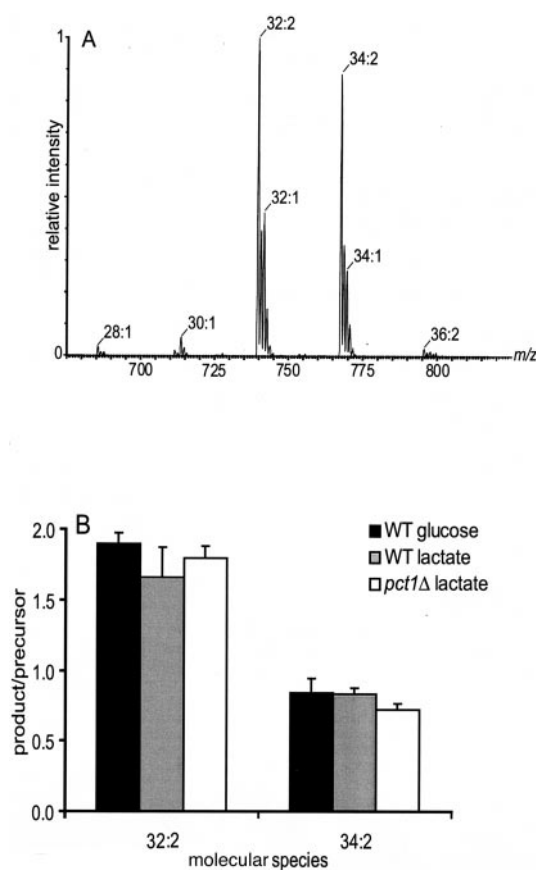 A
1
relative intensity
0
32:2
34:2
32:1
34:1
28:1
30:1
36:2
m/z
700
725
750
775
800
B
2.0
1.5
1.0
0.5
0.0
product/precursor
WT glucose
WT lactate
pct1Δ lactate
32:2
34:2
molecular species